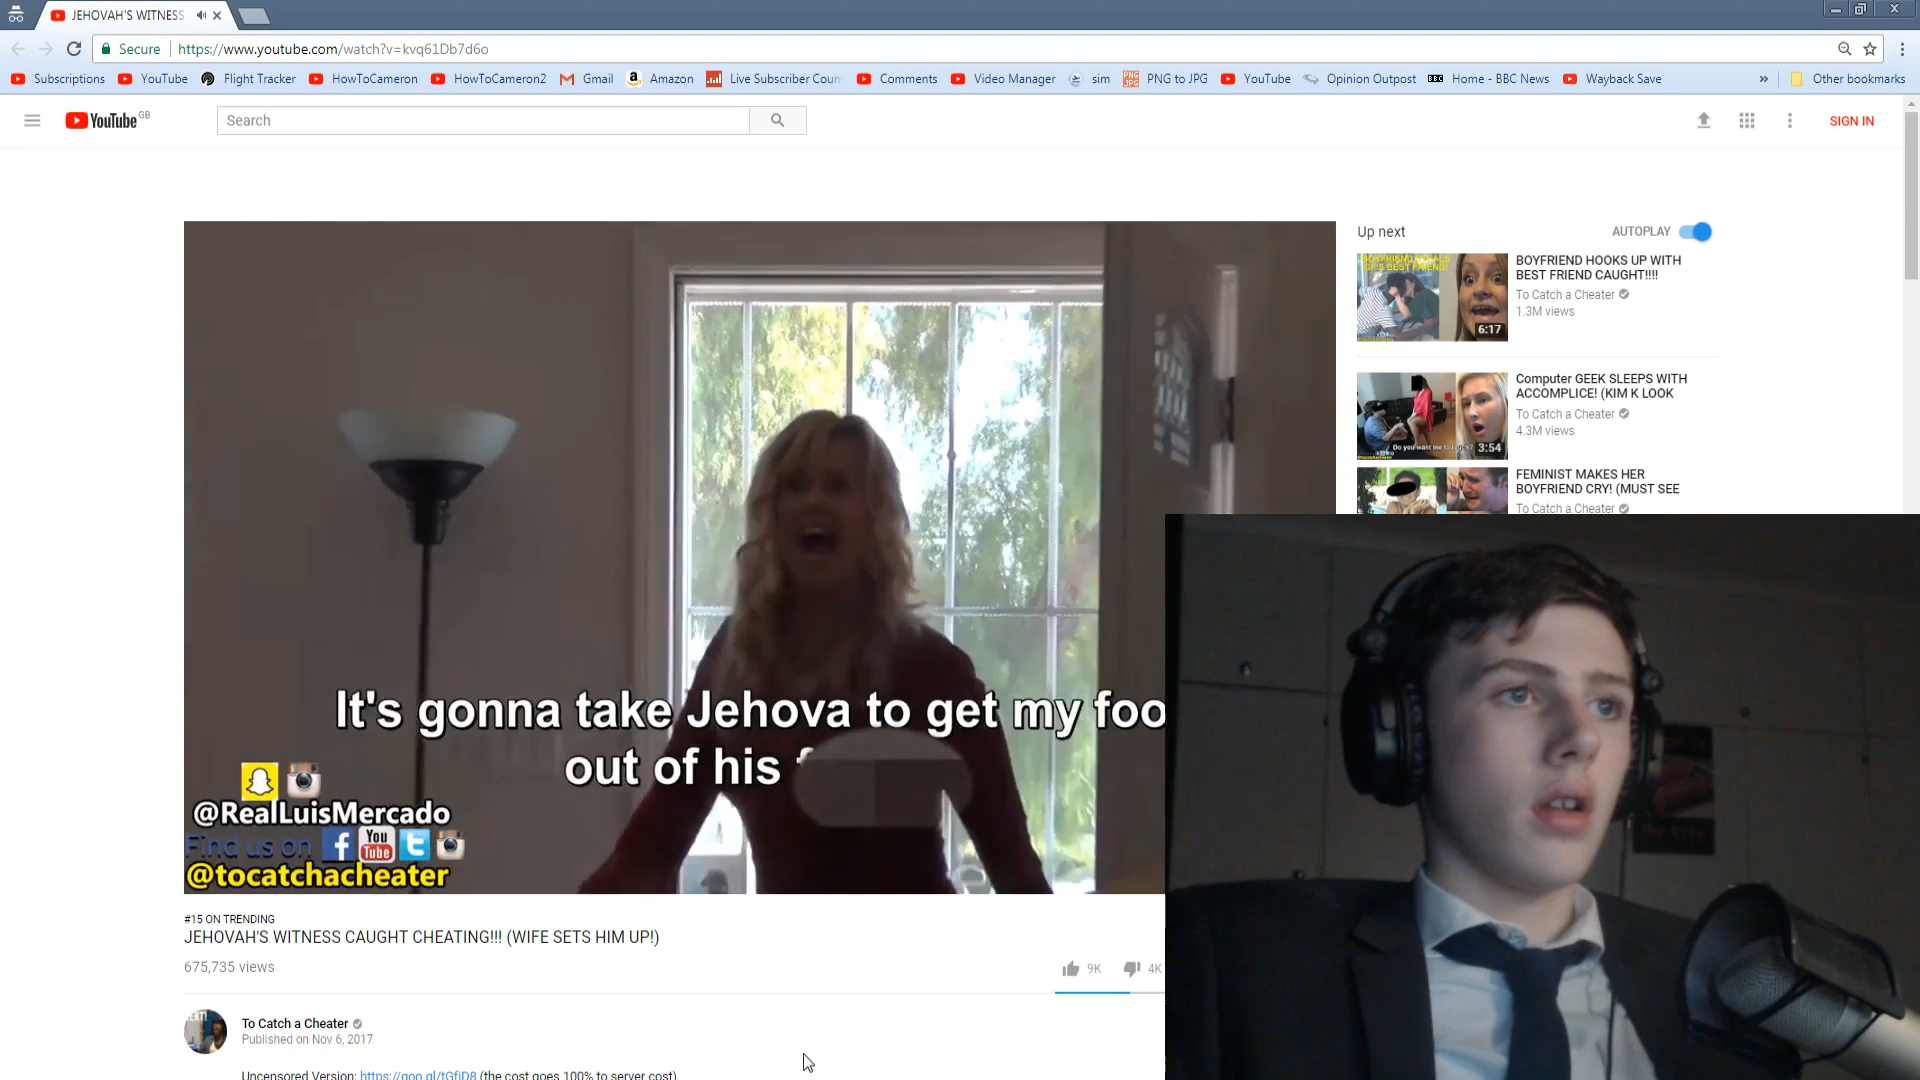 JEHOVAH'S WITNESS
Secure
https://www.youtube.com/watch?v=kvq61Db7d6o
Subscriptions
YouTube
Flight Tracker
HowToCameron
HowToCameron2
Gmail
Amazon
Live Subscriber Coun
Comments
Video Manager
sim
PNG to JPG
YouTube
Opinion Outpost
Home - BBC News
Wayback Save
»
Other bookmarks
YouTube GB
Search
SIGN IN
Up next
AUTOPLAY
BOYFRIEND HOOKS UP WITH
BEST FRIEND CAUGHT!!!!
To Catch a Cheater
1.3M views
6:17
Computer GEEK SLEEPS WITH
ACCOMPLICE! (KIM K LOOK
To Catch a Cheater
4.3M views
3:54
FEMINIST MAKES HER
BOYFRIEND CRY! (MUST SEE
To Catch a Cheater
It's gonna take Jehova to get my foo
out of his
@RealLuisMercado
Find us on
You
Tube
@tocatchacheater
#15 ON TRENDING
JEHOVAH'S WITNESS CAUGHT CHEATING!!! (WIFE SETS HIM UP!)
675,735 views
9K
4K
To Catch a Cheater
Published on Nov 6, 2017
Uncensored Version: https://goo.gl/tGfjD8 (the cost goes 100% to server cost)